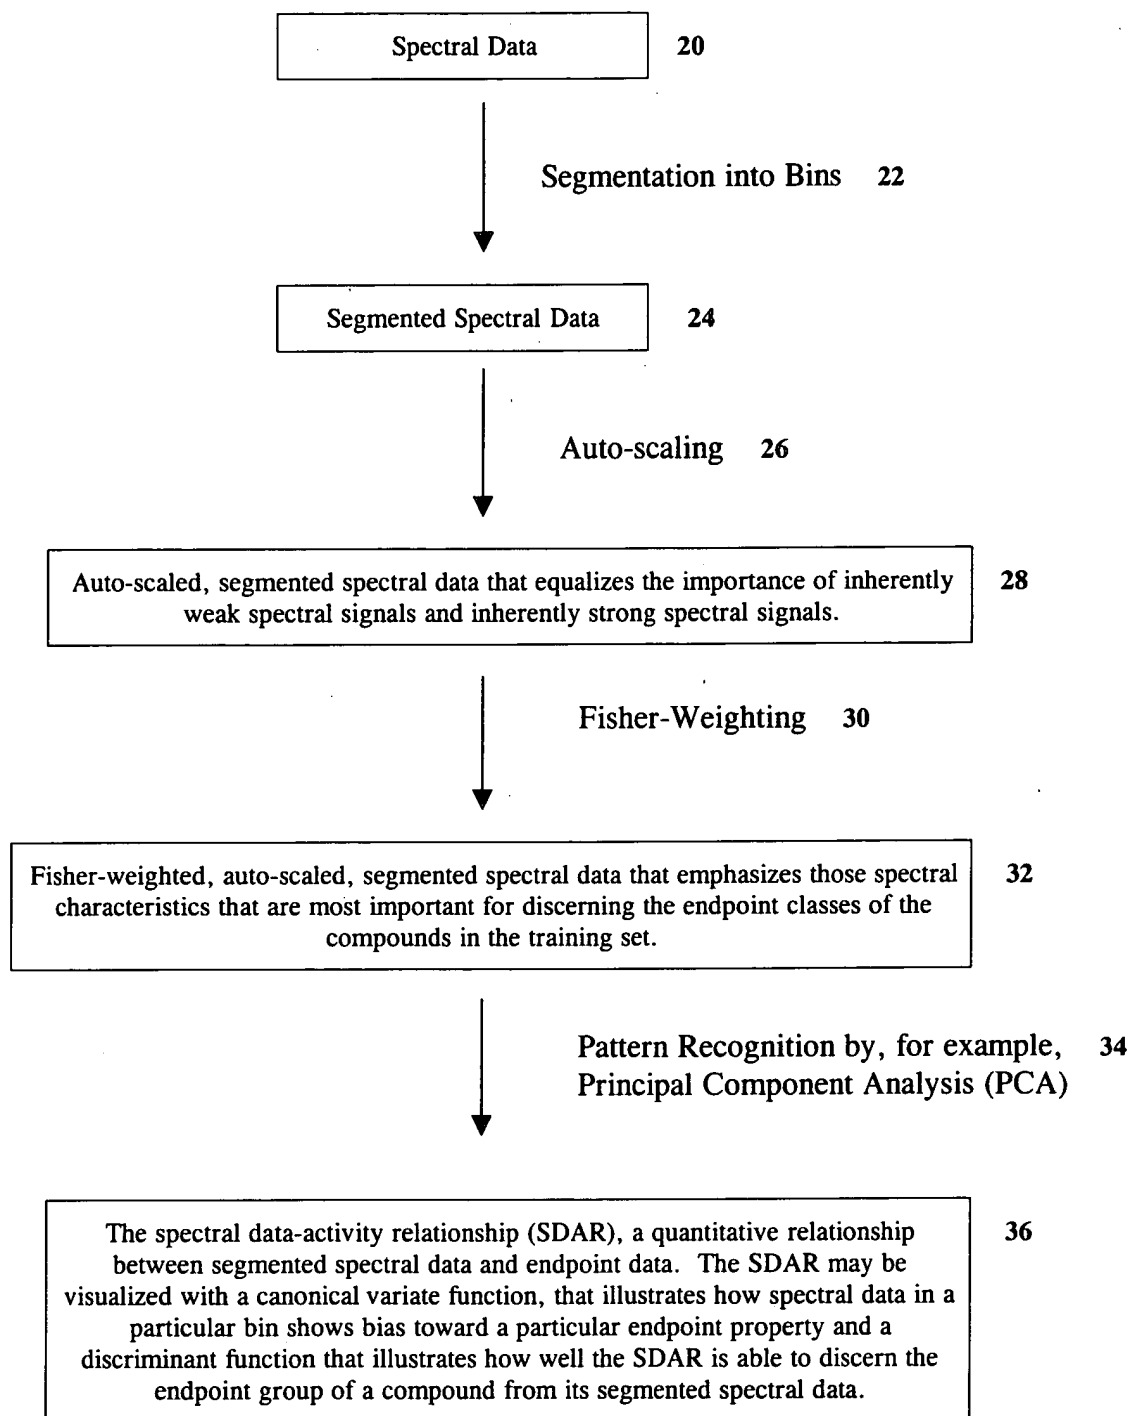 Spectral Data 20
Segmentation into Bins 22
Segmented Spectral Data 24
Auto-scaling 26
Auto-scaled, segmented spectral data that equalizes the importance of inherently 28
weak spectral signals and inherently strong spectral signals.
Fisher-Weighting 30
Fisher-weighted, auto-scaled, segmented spectral data that emphasizes those spectral 32
characteristics that are most important for discerning the endpoint classes of the
compounds in the training set.
Pattern Recognition by, for example, 34
Principal Component Analysis (PCA)
The spectral data-activity relationship (SDAR), a quantitative relationship 36
between segmented spectral data and endpoint data. The SDAR may be
visualized with a canonical variate function, that illustrates how spectral data in a
particular bin shows bias toward a particular endpoint property and a
discriminant function that illustrates how well the SDAR is able to discern the
endpoint group of a compound from its segmented spectral data.